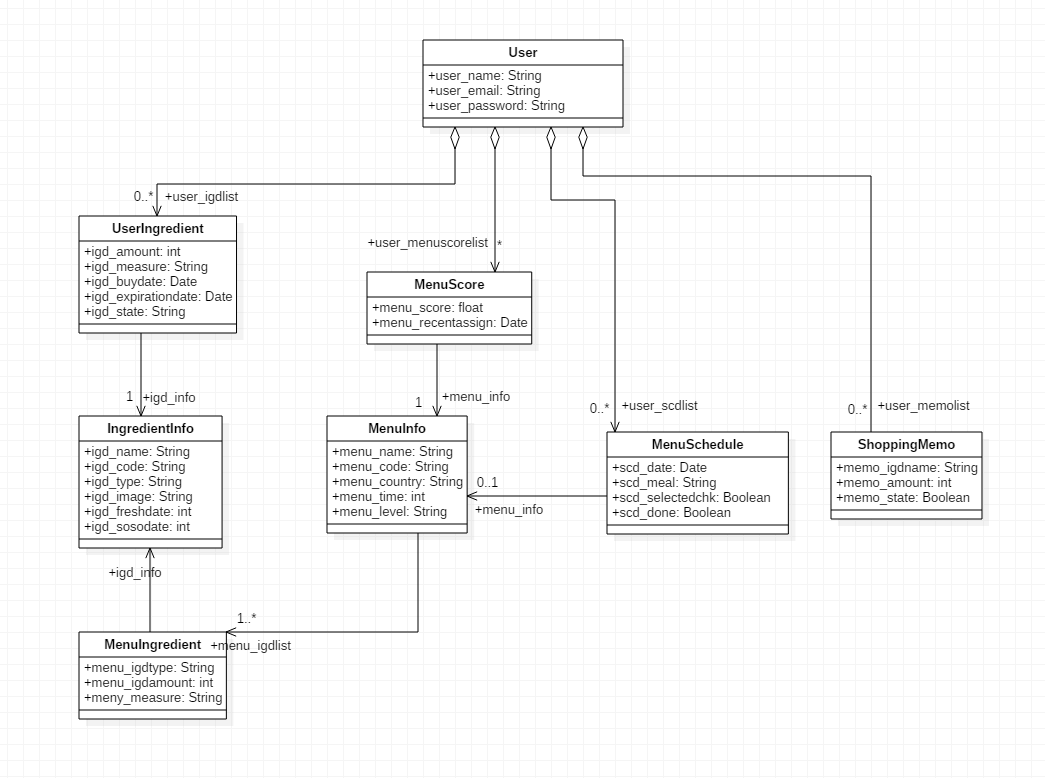 User
+user_name: String
+user_email: String
+user_password: String
0..*
+user_igdlist
UserIngredient
+igd_amount: int
+igd_measure: String
+igd_buydate: Date
+igd_expirationdate: Date
+igd_state: String
+user_menuscorelist
*
MenuScore
+menu_score: float
+menu_recentassign: Date
1
+igd_info
1
+menu_info
0..*
+user_scdlist
0..*
+user_memolist
IngredientInfo
+igd_name: String
+igd_code: String
+igd_type: String
+igd_image: String
+igd_freshdate: int
+igd_sosodate: int
MenuInfo
+menu_name: String
+menu_code: String
+menu_country: String
+menu_time: int
+menu_level: String
0..1
+menu_info
MenuSchedule
+scd_date: Date
+scd_meal: String
+scd_selectedchk: Boolean
+scd_done: Boolean
ShoppingMemo
+memo_igdname: String
+memo_amount: int
+memo_state: Boolean
+igd_info
1..*
+menu_igdlist
MenuIngredient
+menu_igdtype: String
+menu_igdamount: int
+meny_measure: String